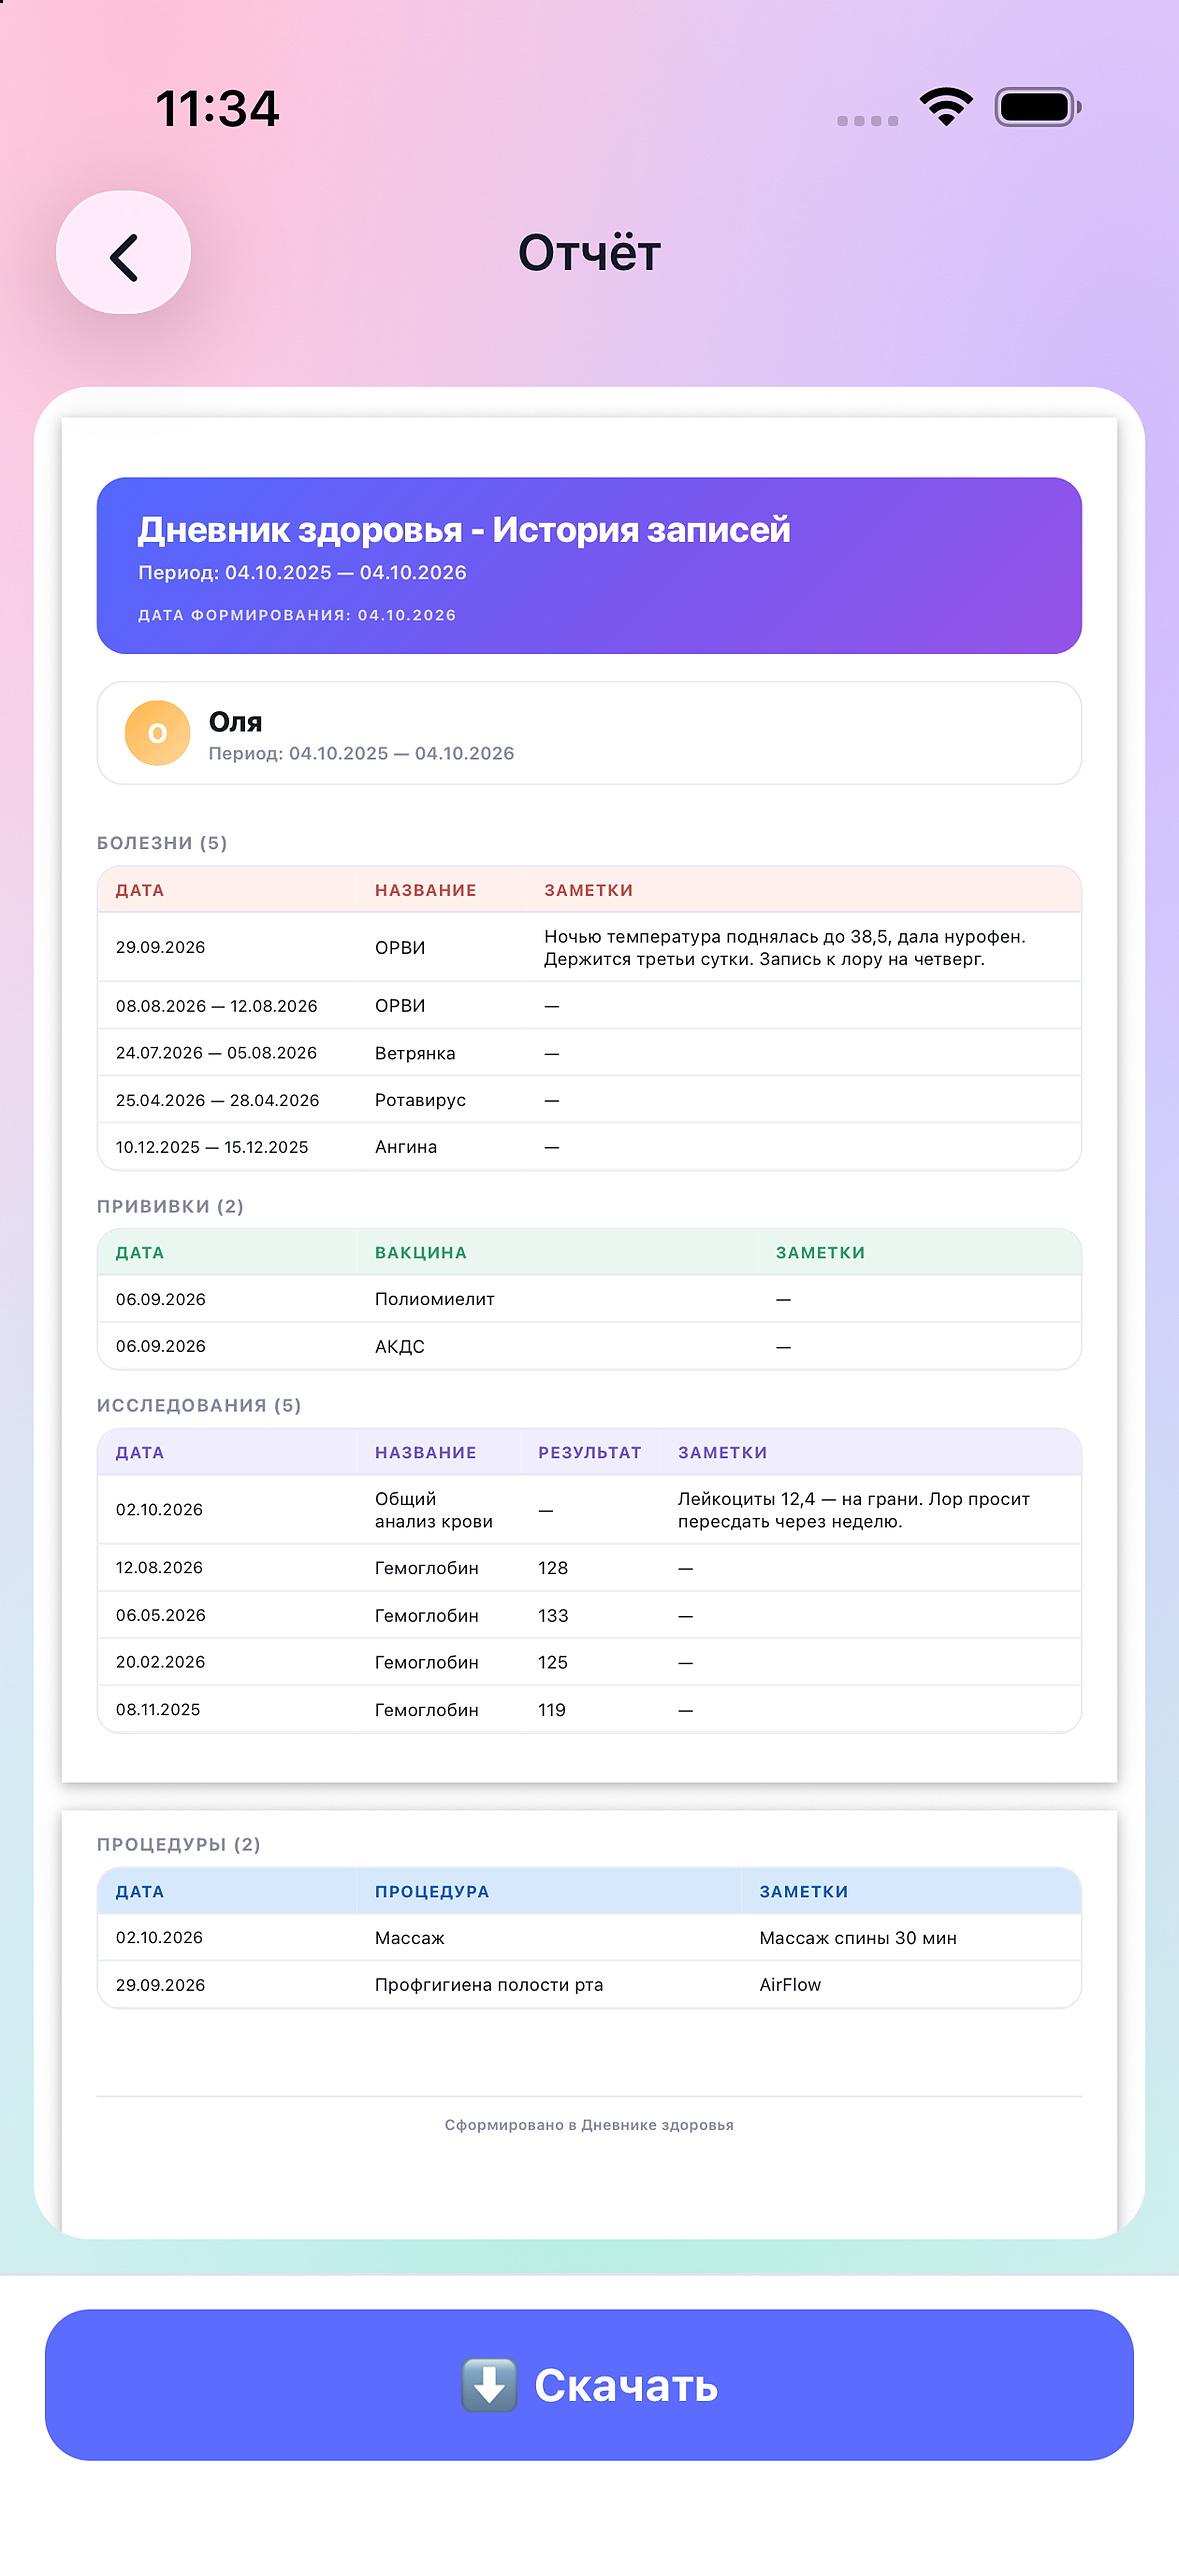 11:34
Отчёт
Дневник здоровья - История записей
Период: 04.10.2025 — 04.10.2026
ДАТА ФОРМИРОВАНИЯ: 04.10.2026
О
Оля
Период: 04.10.2025 — 04.10.2026
БОЛЕЗНИ (5)
ДАТА НАЗВАНИЕ ЗАМЕТКИ
29.09.2026 ОРВИ Ночью температура поднялась до 38,5, дала нурофен.
Держится третьи сутки. Запись к лору на четверг.
08.08.2026 — 12.08.2026 ОРВИ —
24.07.2026 — 05.08.2026 Ветрянка —
25.04.2026 — 28.04.2026 Ротавирус —
10.12.2025 — 15.12.2025 Ангина —
ПРИВИВКИ (2)
ДАТА ВАКЦИНА ЗАМЕТКИ
06.09.2026 Полиомиелит —
06.09.2026 АКДС —
ИССЛЕДОВАНИЯ (5)
ДАТА НАЗВАНИЕ РЕЗУЛЬТАТ ЗАМЕТКИ
02.10.2026 Общий — Лейкоциты 12,4 — на грани. Лор просит
анализ крови пересдать через неделю.
12.08.2026 Гемоглобин 128 —
06.05.2026 Гемоглобин 133 —
20.02.2026 Гемоглобин 125 —
08.11.2025 Гемоглобин 119 —
ПРОЦЕДУРЫ (2)
ДАТА ПРОЦЕДУРА ЗАМЕТКИ
02.10.2026 Массаж Массаж спины 30 мин
29.09.2026 Профгигиена полости рта AirFlow
Сформировано в Дневнике здоровья
Скачать